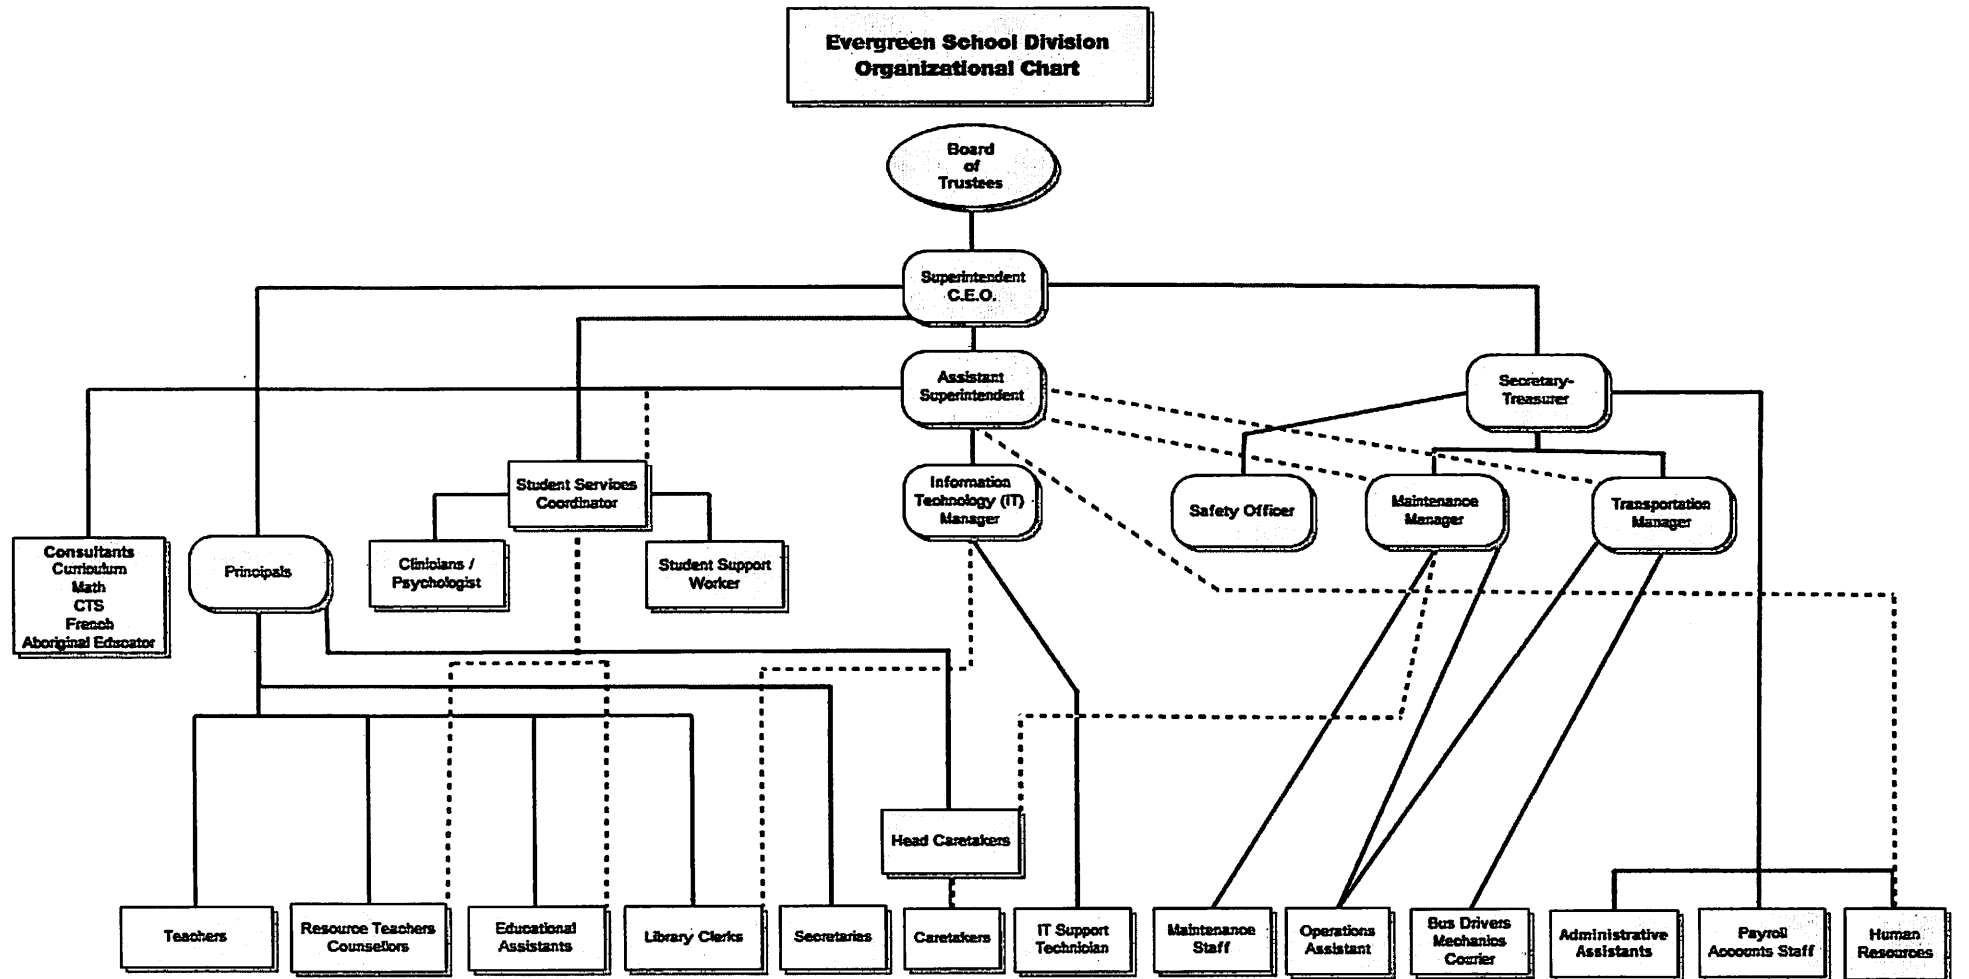 Evergreen School Division
Organizational Chart
Board
of
Trustees
Superintendent
C.E.O.
Assistant
Superintendent
Secretary-
Treasurer
Student Services
Coordinator
Information
Technology (IT)
Manager
Safety Officer
Maintenance
Manager
Transportation
Manager
Consultants
Curriculum
Math
CTS
French
Aboriginal Educator
Principals
Clinicians /
Psychologist
Student Support
Worker
Head Caretakers
Teachers
Resource Teachers
Counsellors
Educational
Assistants
Library Clerks
Secretaries
Caretakers
IT Support
Technician
Maintenance
Staff
Operations
Assistant
Bus Drivers
Mechanics
Courier
Administrative
Assistants
Payroll
Accounts Staff
Human
Resources